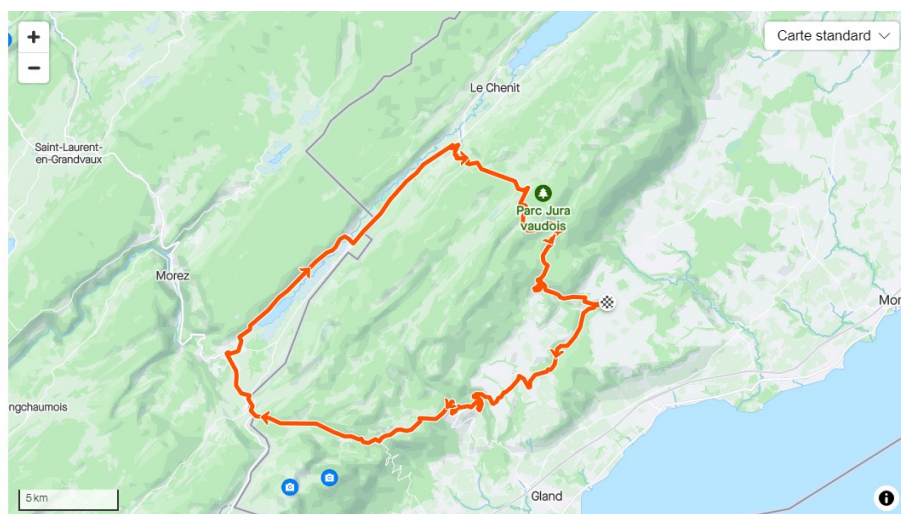 +
−
Carte standard
Le Chenit
Saint-Laurent-
en-Grandvaux
Parc Jura
vaudois
Morez
Mor
ngchaumois
Gland
5 km
i